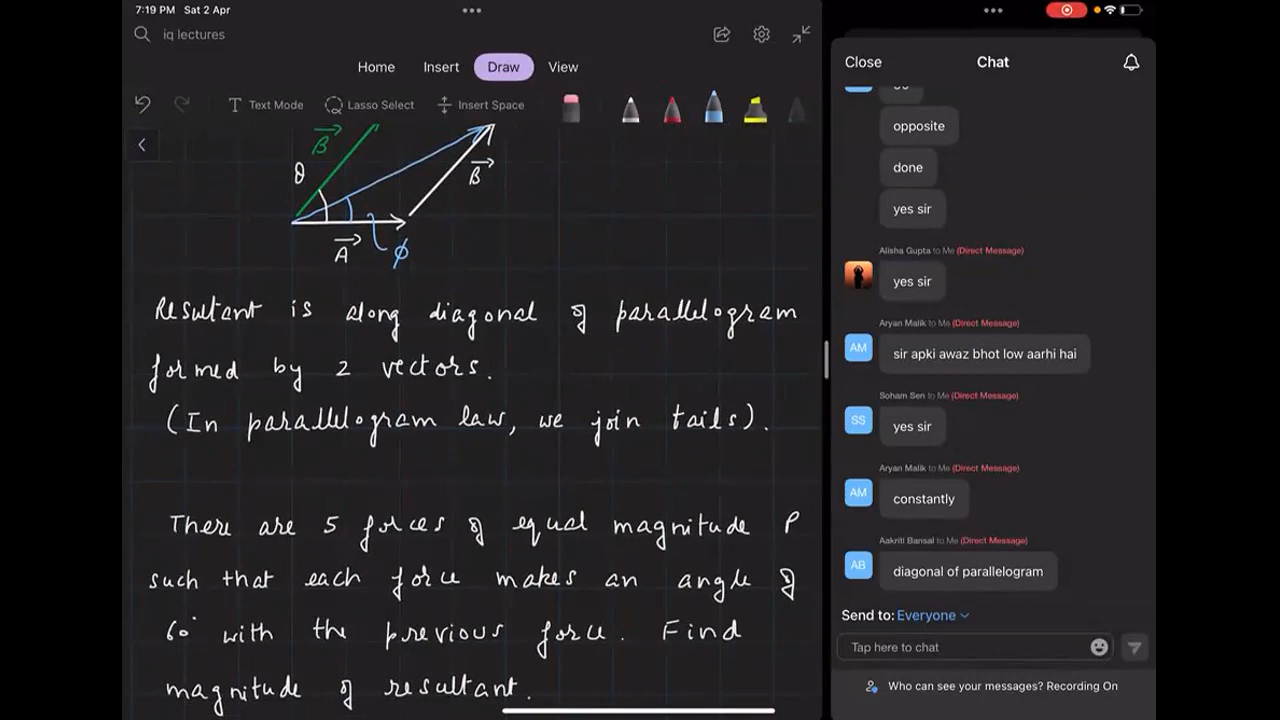 7:19 PM Sat 2 Apr
iq lectures
Home Insert Draw View
Text Mode Lasso Select Insert Space
B
θ
B
A
ϕ
Resultant is along diagonal of parallelogram
formed by 2 vectors.
(In parallelogram law, we join tails).
There are 5 forces of equal magnitude P
such that each force makes an angle of
60° with the previous force. Find
magnitude of resultant.
Close Chat
opposite
done
yes sir
Alisha Gupta to Me (Direct Message)
yes sir
Aryan Malik to Me (Direct Message)
AM sir apki awaz bhot low aarhi hai
Soham Sen to Me (Direct Message)
SS yes sir
Aryan Malik to Me (Direct Message)
AM constantly
Aakriti Bansal to Me (Direct Message)
AB diagonal of parallelogram
Send to: Everyone
Tap here to chat
Who can see your messages? Recording On